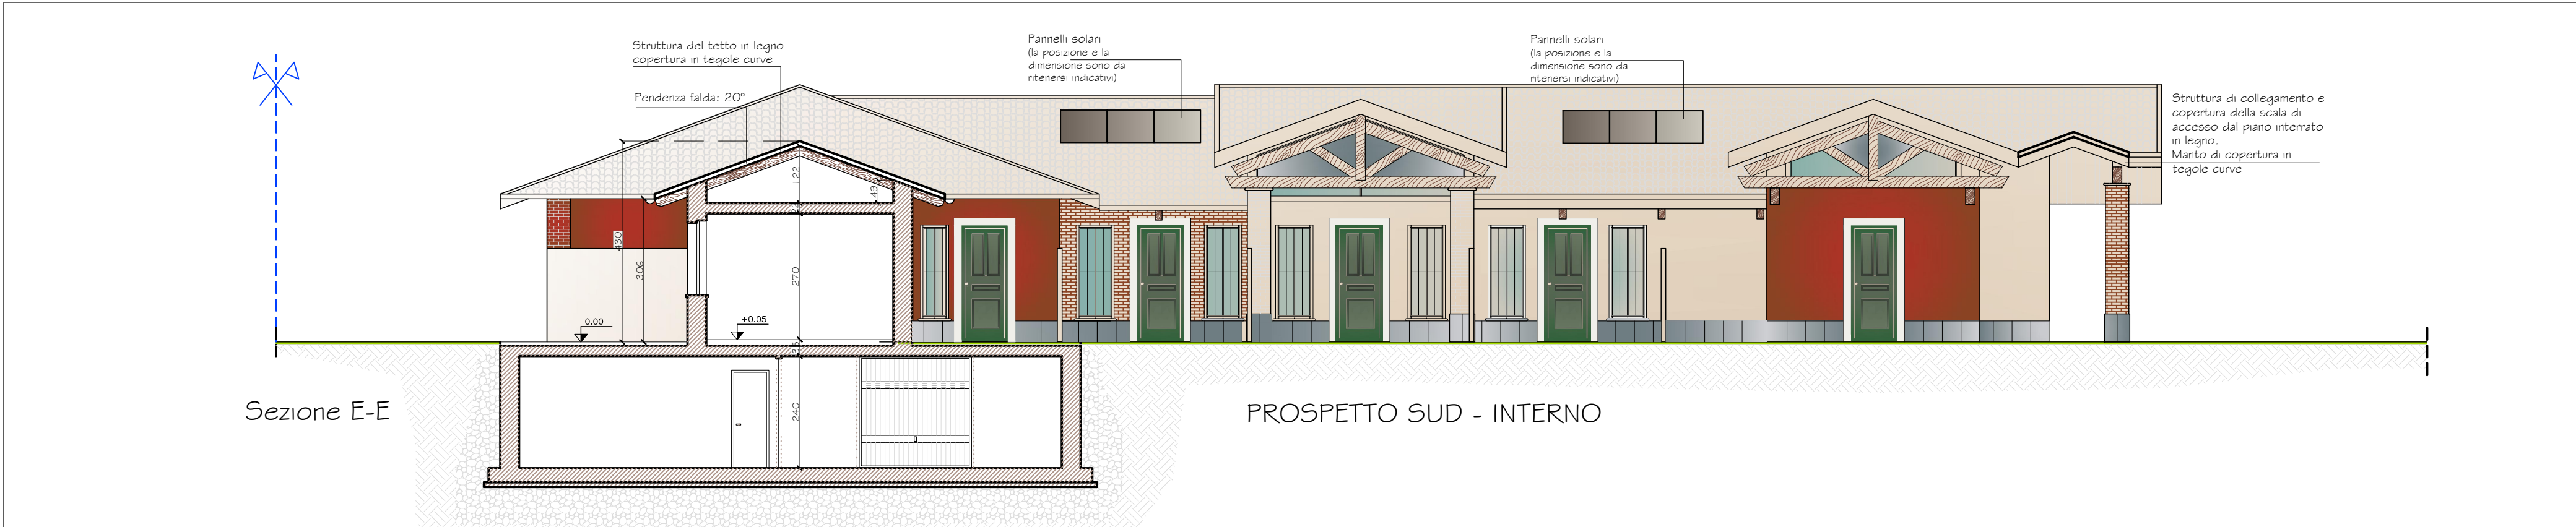 Struttura del tetto in legno
copertura in tegole curve
Pendenza falda: 20°
Pannelli solari
(la posizione e la
dimensione sono da
ritenersi indicativi)
Pannelli solari
(la posizione e la
dimensione sono da
ritenersi indicativi)
Struttura di collegamento e
copertura della scala di
accesso dal piano interrato
in legno.
Manto di copertura in
tegole curve
122
49
430
306
270
0.00
+0.05
240
Sezione E-E
PROSPETTO SUD - INTERNO